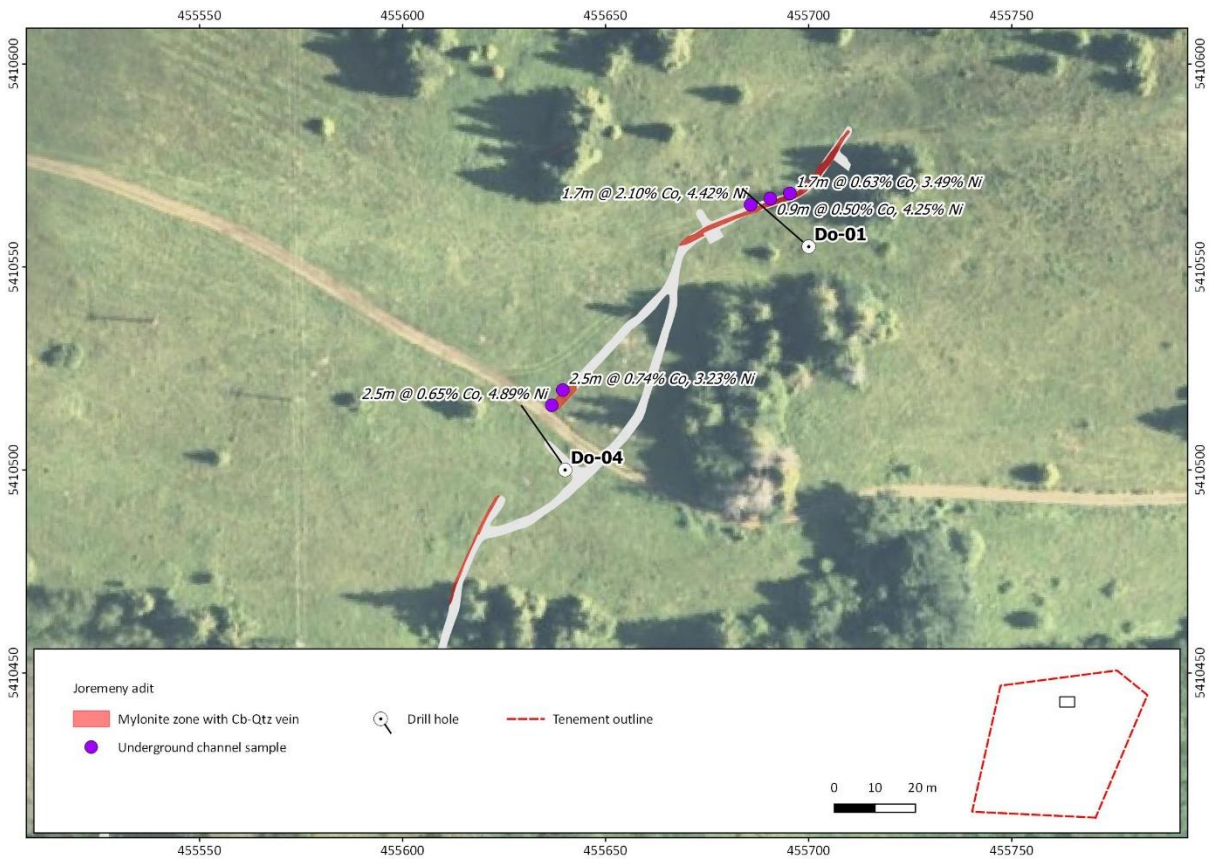 455550 455600 455650 455700 455750
5410600
5410600
1.7m @ 2.10% Co, 4.42% Ni
1.7m @ 0.63% Co, 3.49% Ni
0.9m @ 0.50% Co, 4.25% Ni
Do-01
5410550
5410550
2.5m @ 0.74% Co, 3.23% Ni
2.5m @ 0.65% Co, 4.89% Ni
Do-04
5410500
5410500
5410450
5410450
Joremeny adit
Mylonite zone with Cb-Qtz vein
Underground channel sample
Drill hole
Tenement outline
0 10 20 m
455550 455600 455650 455700 455750